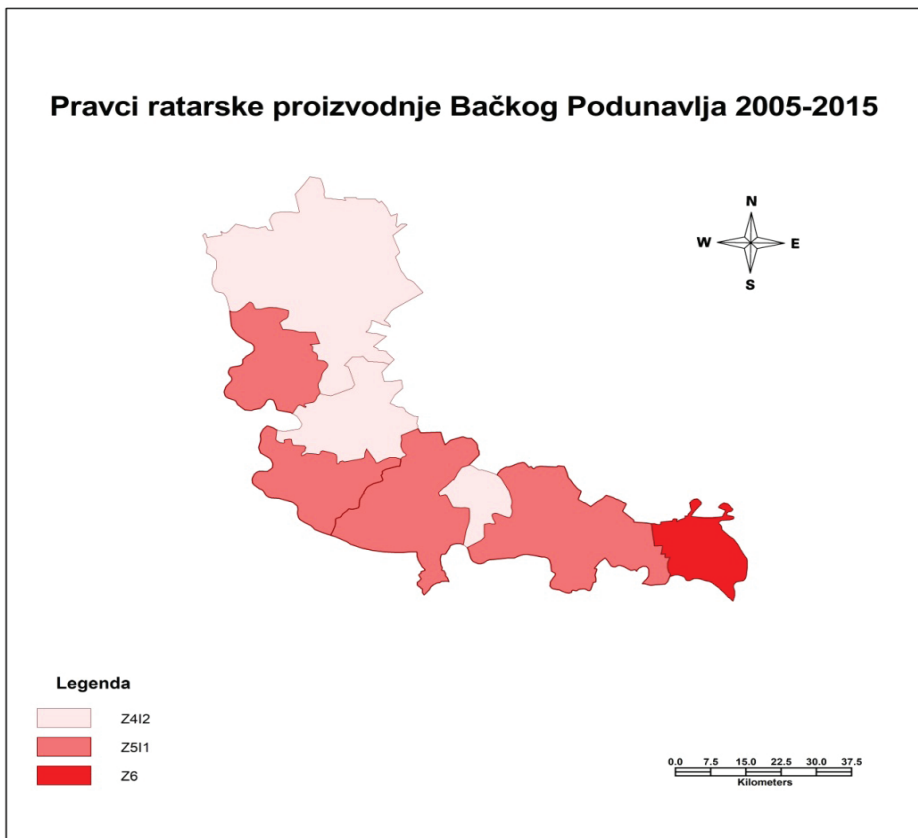 Pravci ratarske proizvodnje Bačkog Podunavlja 2005-2015
N
W E
S
Legenda
Z4I2
Z5I1
Z6
0.0 7.5 15.0 22.5 30.0 37.5
Kilometers